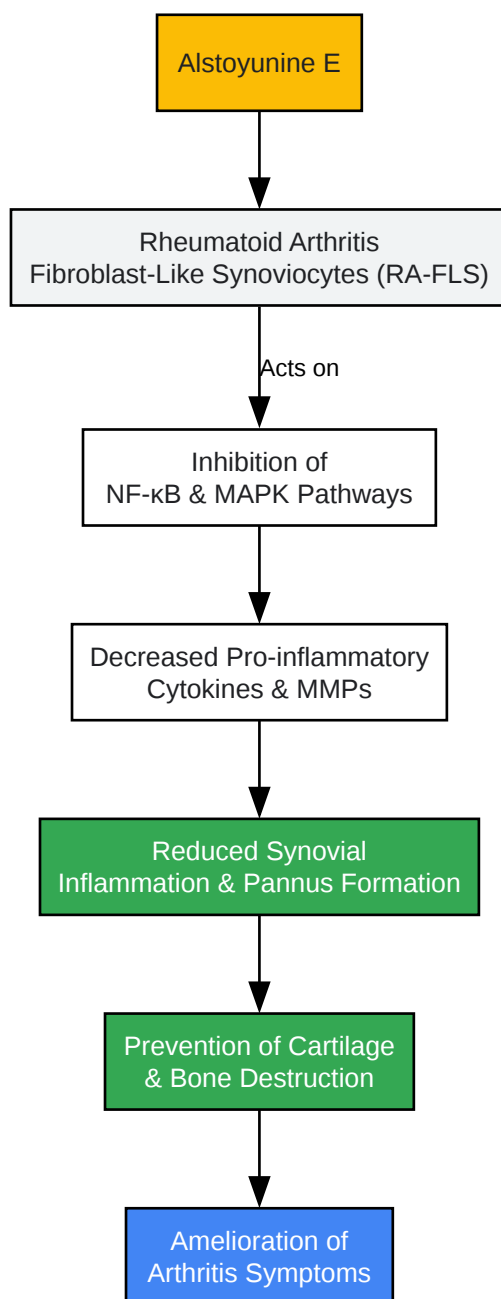 Alstoyunine E
Rheumatoid Arthritis
Fibroblast-Like Synoviocytes (RA-FLS)
Acts on
Inhibition of
NF-κB & MAPK Pathways
Decreased Pro-inflammatory
Cytokines & MMPs
Reduced Synovial
Inflammation & Pannus Formation
Prevention of Cartilage
& Bone Destruction
Amelioration of
Arthritis Symptoms